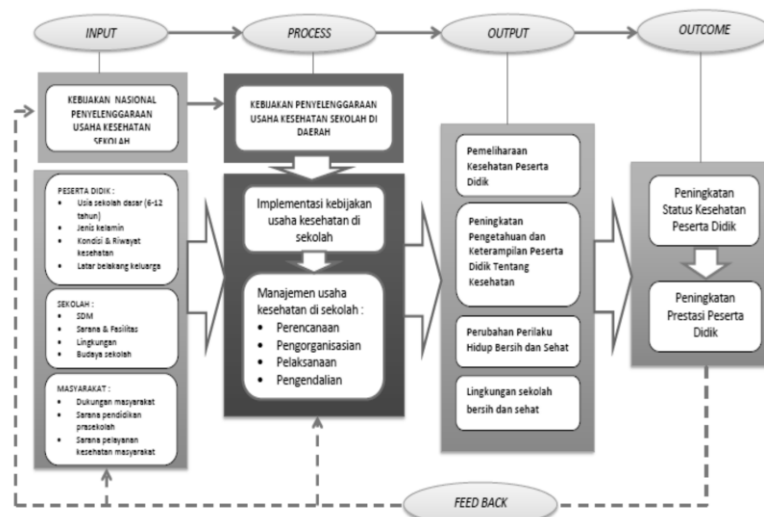 INPUT
PROCESS
OUTPUT
OUTCOME
KEBIJAKAN NASIONAL
PENYELENGGARAAN
USAHA KESEHATAN
SEKOLAH
KEBIJAKAN PENYELENGGARAAN
USAHA KESEHATAN SEKOLAH DI
DAERAH
PESERTA DIDIK :
• Usia sekolah dasar (6-12
tahun)
• Jenis kelamin
• Kondisi & Riwayat
kesehatan
• Latar belakang keluarga
SEKOLAH :
• SDM
• Sarana & Fasilitas
• Lingkungan
• Budaya sekolah
MASYARAKAT :
• Dukungan masyarakat
• Sarana pendidikan
prasekolah
• Sarana pelayanan
kesehatan masyarakat
Implementasi kebijakan
usaha kesehatan di
sekolah
Manajemen usaha
kesehatan di sekolah :
• Perencanaan
• Pengorganisasian
• Pelaksanaan
• Pengendalian
Pemeliharaan
Kesehatan Peserta
Didik
Peningkatan
Pengetahuan dan
Keterampilan Peserta
Didik Tentang
Kesehatan
Perubahan Perilaku
Hidup Bersih dan Sehat
Lingkungan sekolah
bersih dan sehat
Peningkatan
Status Kesehatan
Peserta Didik
Peningkatan
Prestasi Peserta
Didik
FEED BACK